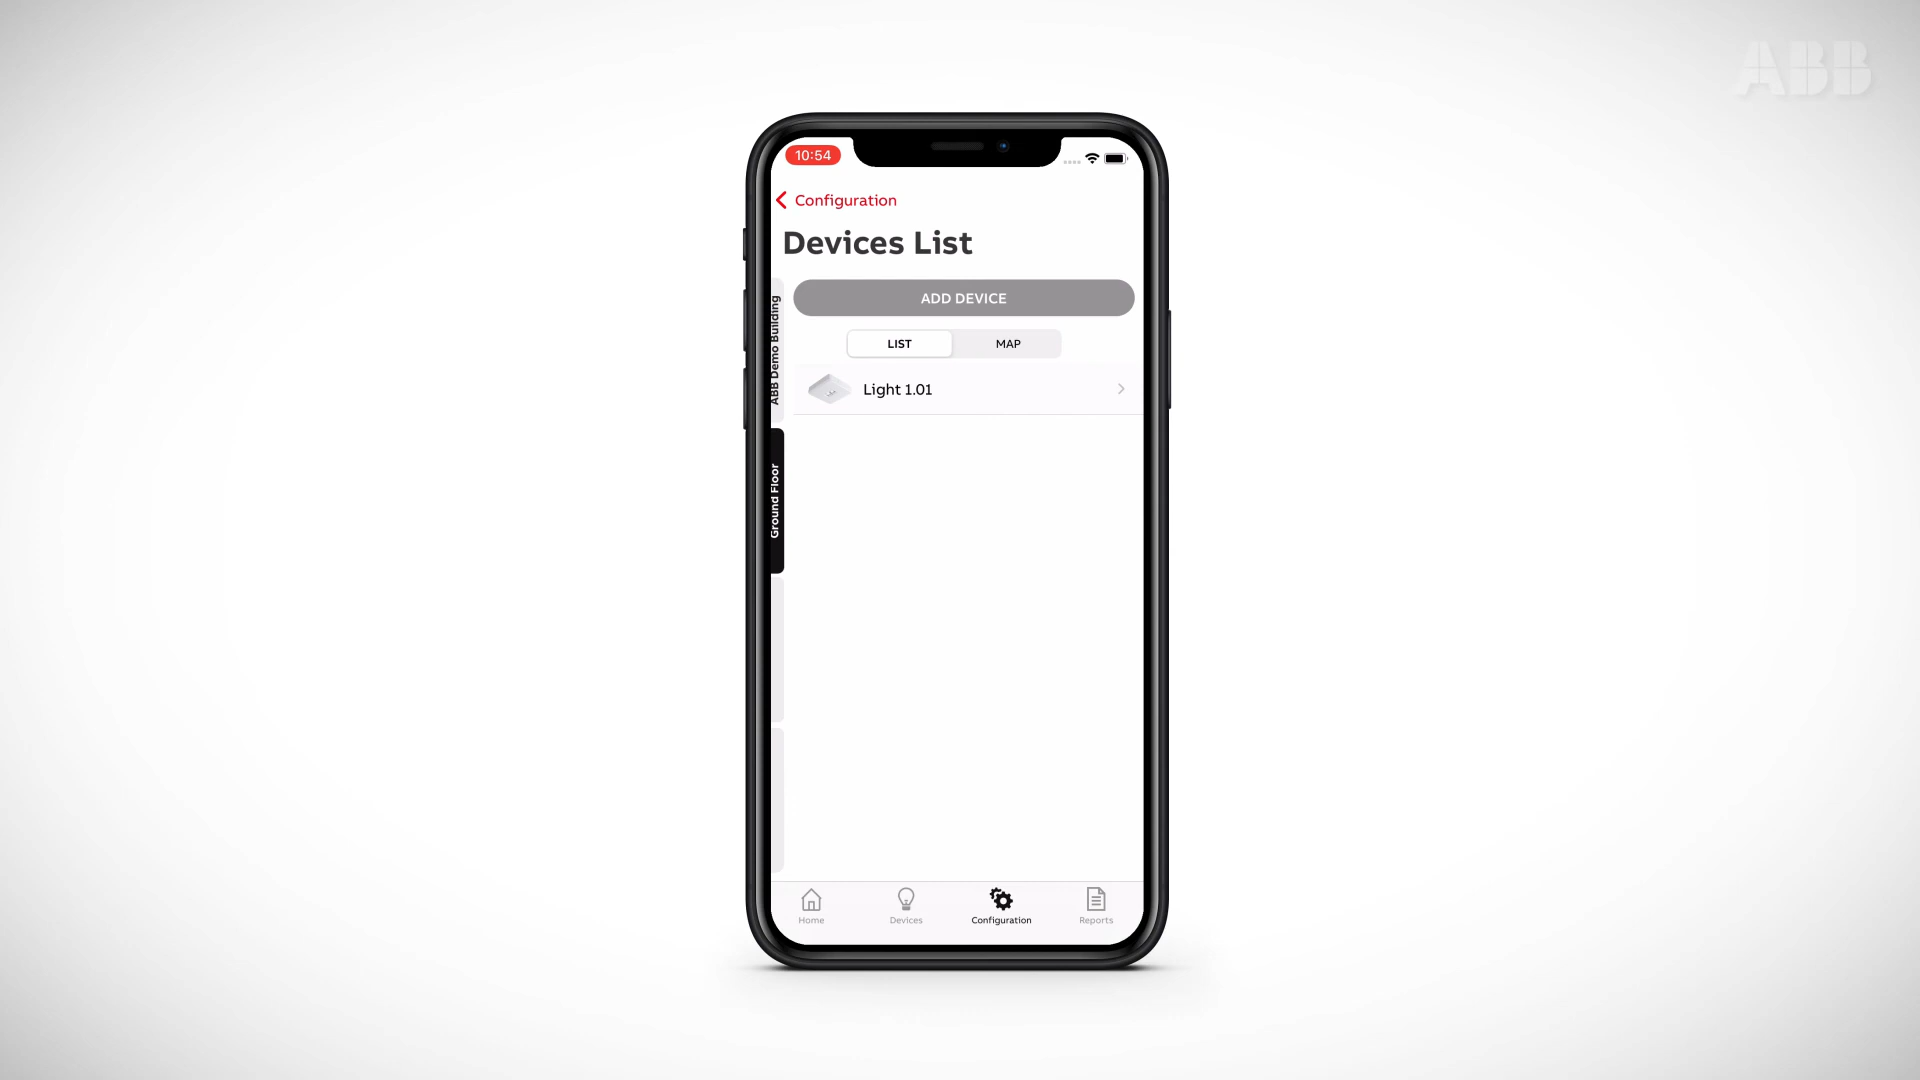 ABB
10:54
Configuration
Devices List
ADD DEVICE
LIST
MAP
ABB Demo Building
Light 1.01
Ground Floor
Home
Devices
Configuration
Reports